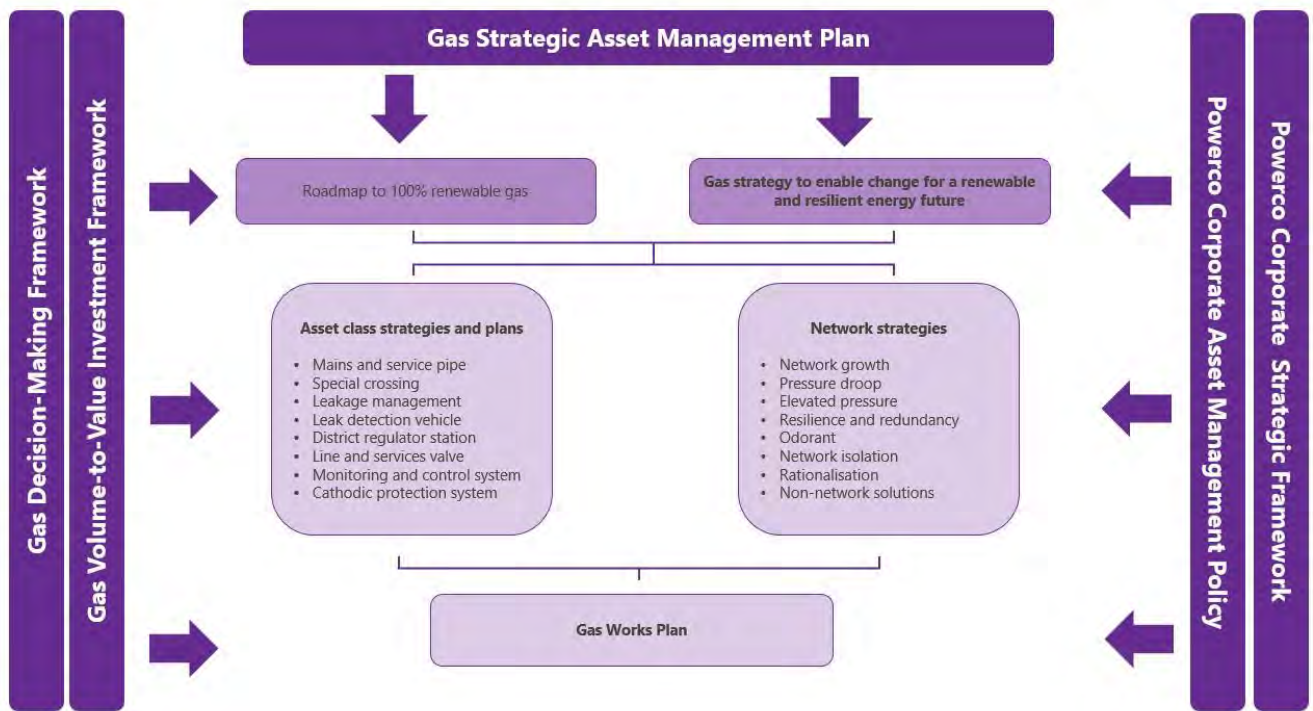 Gas Strategic Asset Management Plan
Gas Decision-Making Framework
Gas Volume-to-Value Investment Framework
Roadmap to 100% renewable gas
Gas strategy to enable change for a renewable
and resilient energy future
Asset class strategies and plans
• Mains and service pipe
• Special crossing
• Leakage management
• Leak detection vehicle
• District regulator station
• Line and services valve
• Monitoring and control system
• Cathodic protection system
Network strategies
• Network growth
• Pressure droop
• Elevated pressure
• Resilience and redundancy
• Odorant
• Network isolation
• Rationalisation
• Non-network solutions
Gas Works Plan
Powerco Corporate Asset Management Policy
Powerco Corporate Strategic Framework